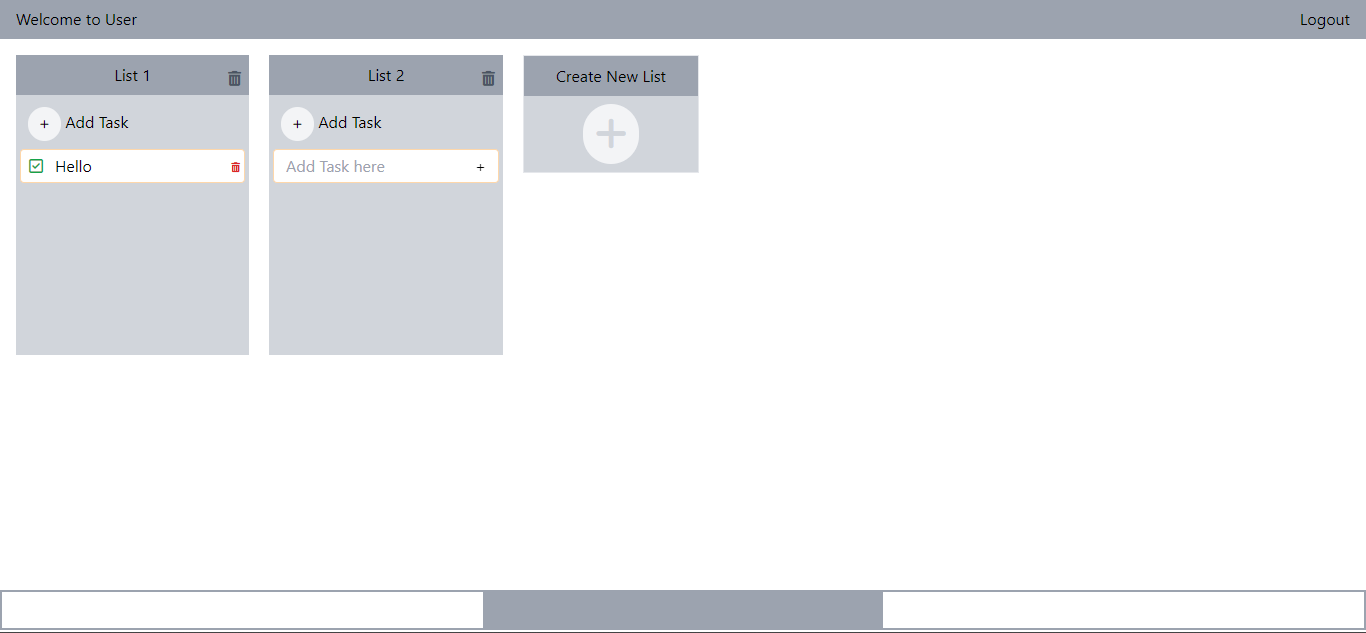 Welcome to User
Logout
List 1
List 2
Create New List
+ Add Task
+ Add Task
Hello
Add Task here +